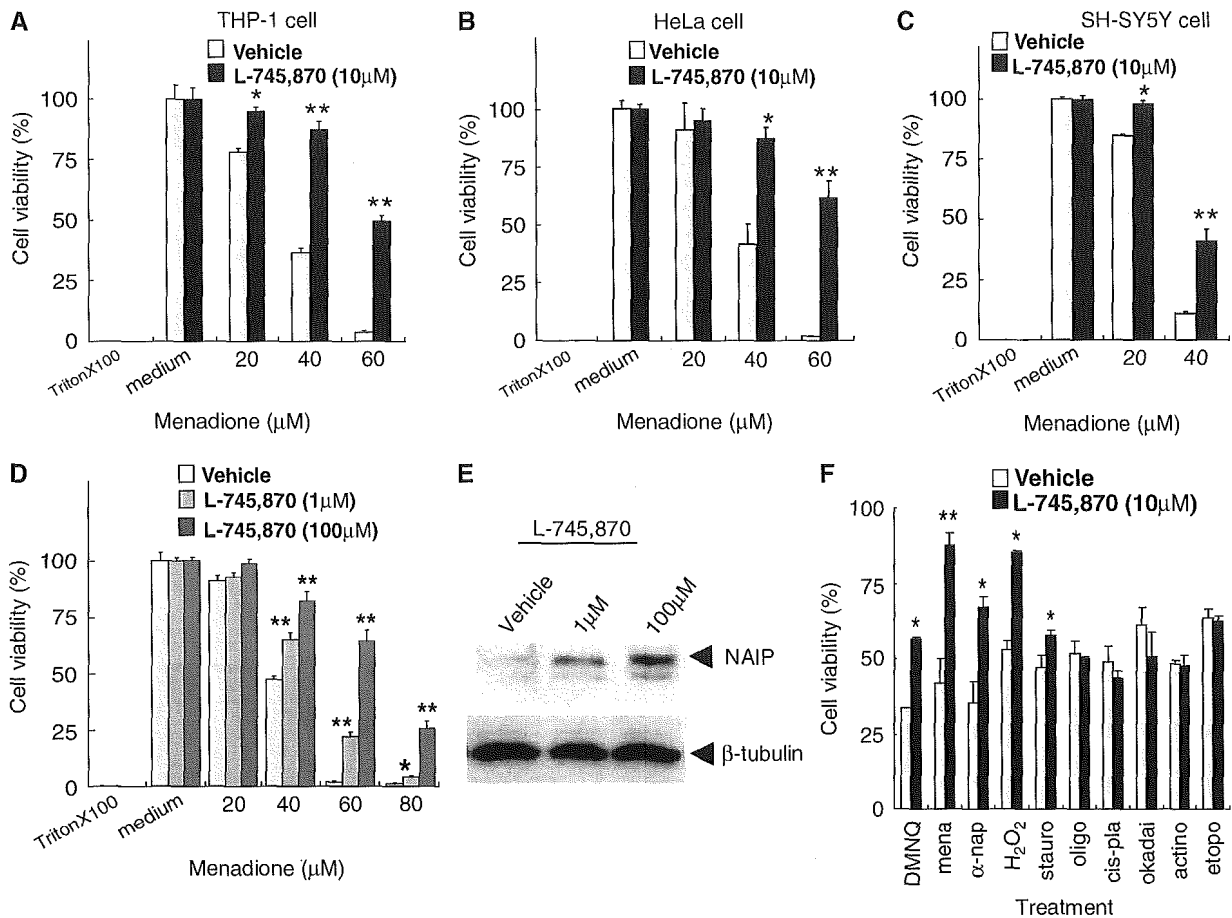 A
THP-1 cell
Vehicle
L-745,870 (10μM)
Cell viability (%)
100
75
50
25
0
*
**
**
TritonX100
medium
20
40
60
Menadione (μM)
B
HeLa cell
Vehicle
L-745,870 (10μM)
Cell viability (%)
100
75
50
25
0
*
**
TritonX100
medium
20
40
60
Menadione (μM)
C
SH-SY5Y cell
Vehicle
L-745,870 (10μM)
Cell viability (%)
100
75
50
25
0
*
**
TritonX100
medium
20
40
Menadione (μM)
D
Vehicle
L-745,870 (1μM)
L-745,870 (100μM)
Cell viability (%)
100
75
50
25
0
**
**
**
**
*
**
TritonX100
medium
20
40
60
80
Menadione (μM)
E
L-745,870
Vehicle
1μM
100μM
NAIP
β-tubulin
F
Vehicle
L-745,870 (10μM)
Cell viability (%)
100
75
50
25
0
*
**
*
*
*
DMNQ
mena
α-nap
H2O2
stauro
oligo
cis-pla
okadai
actino
etopo
Treatment